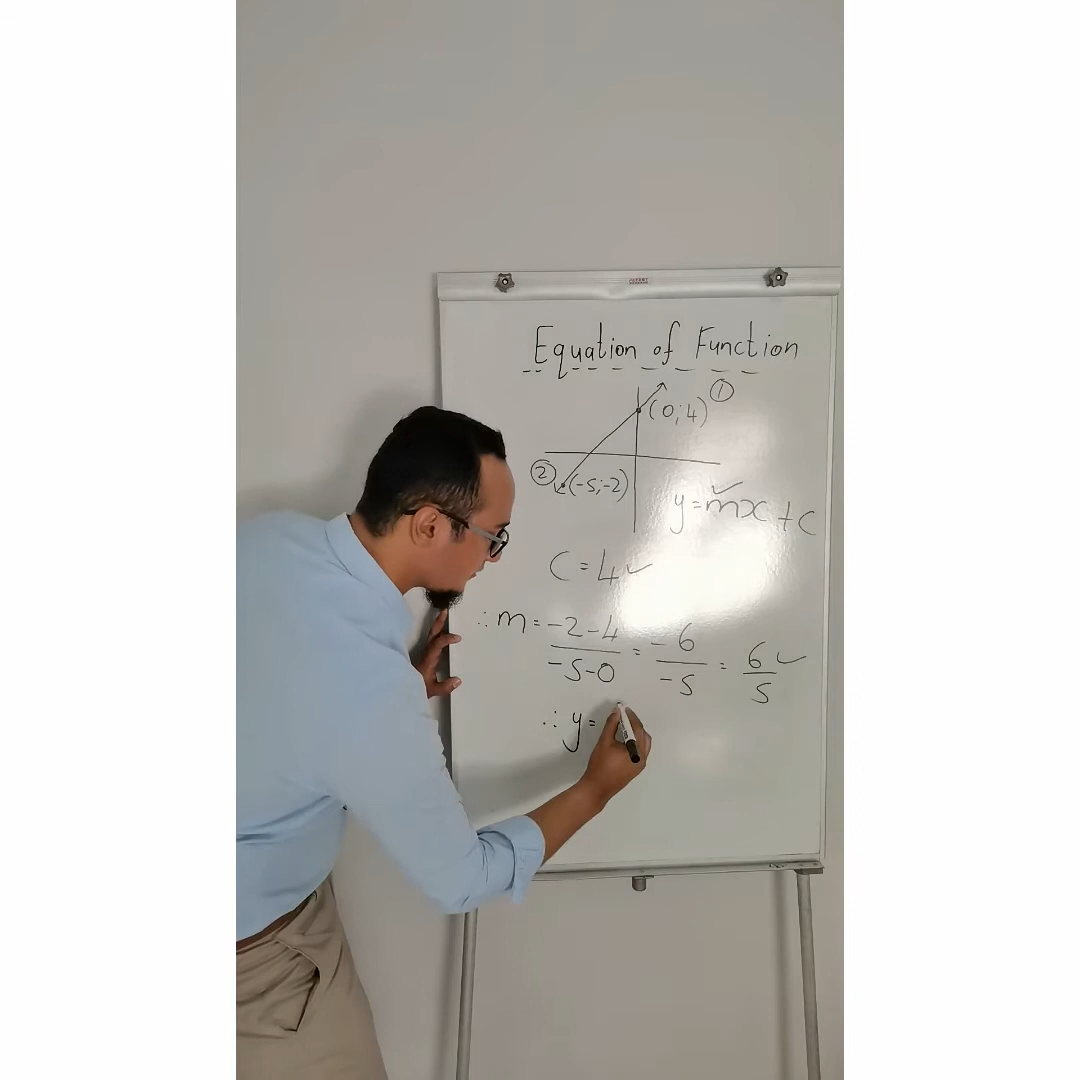 Equation of Function
①
(0;4)
②
(-5;-2)
y=mx+c
c=4✓
∴ m = -2-4/-5-0 = -6/-5 = 6/5 ✓
∴ y=